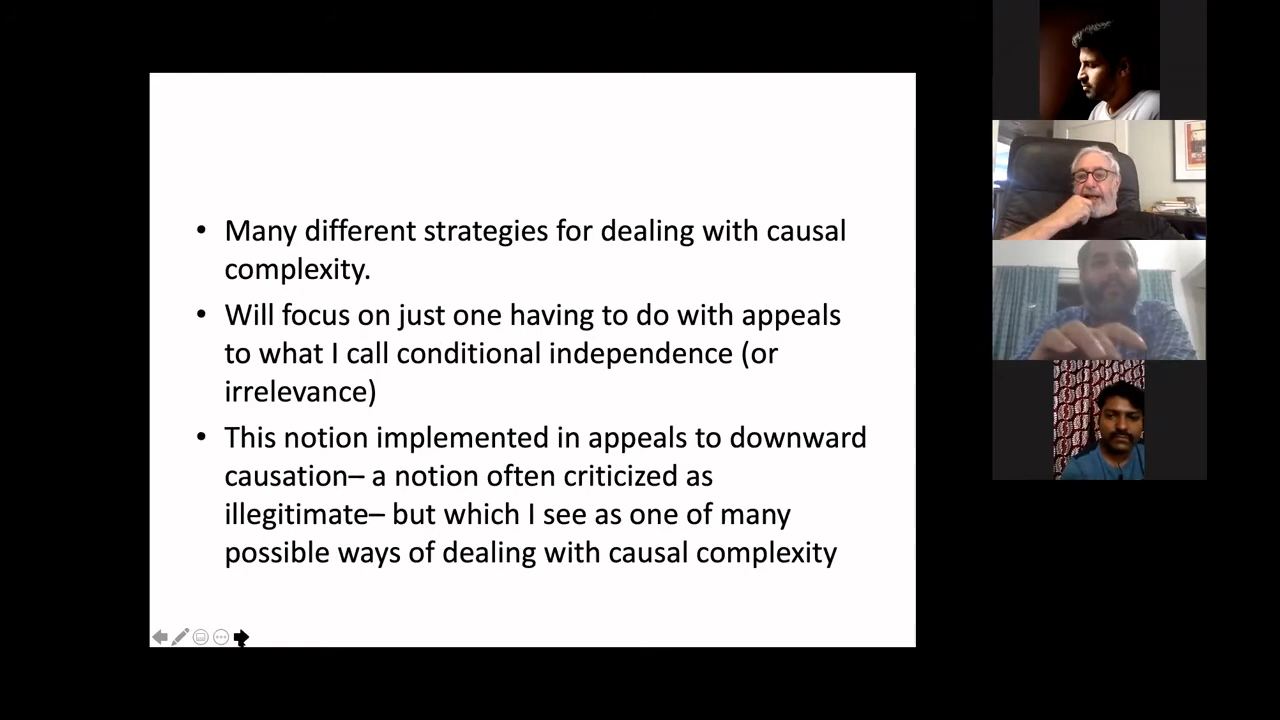 • Many different strategies for dealing with causal
complexity.
• Will focus on just one having to do with appeals
to what I call conditional independence (or
irrelevance)
• This notion implemented in appeals to downward
causation– a notion often criticized as
illegitimate– but which I see as one of many
possible ways of dealing with causal complexity